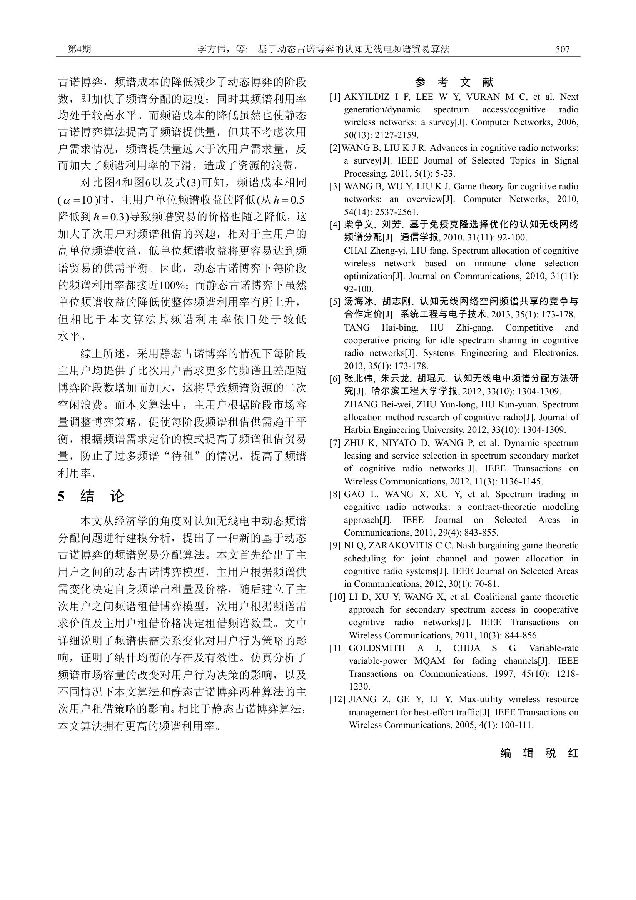 第4期
李方伟，等：基于动态古诺博弈的认知无线电频谱贸易算法
507
古诺博弈，频谱成本的降低减少了动态博弈的阶段
数，即加快了频谱分配的速度；同时其频谱利用率
均处于较高水平。而频谱成本的降低虽然也使静态
古诺博弈算法提高了频谱提供量，但其不考虑次用
户需求情况，频谱提供量远大于次用户需求量，反
而加大了频谱利用率的下滑，造成了资源的浪费。
对比图4和图6以及式(3)可知，频谱成本相同
(α=10)时，主用户单位频谱收益的降低(从h=0.5
降低到h=0.3)导致频谱贸易的价格也随之降低，这
加大了次用户对频谱租借的兴趣，相对于主用户的
高单位频谱收益，低单位频谱收益将更容易达到频
谱贸易的供需平衡。因此，动态古诺博弈下每阶段
的频谱利用率都接近100%；而静态古诺博弈下虽然
单位频谱收益的降低使整体频谱利用率有所上升，
但相比于本文算法其频谱利用率依旧处于较低
水平。
综上所述，采用静态古诺博弈的情况下每阶段
主用户均提供了比次用户需求更多的频谱且差距随
博弈阶段数增加而加大，这将导致频谱资源的二次
空闲浪费。而本文算法中，主用户根据阶段市场容
量调整博弈策略，促使每阶段频谱租借供需趋于平
衡，根据频谱需求定价的模式提高了频谱租借贸易
量，防止了过多频谱“待租”的情况，提高了频谱
利用率。
5 结 论
本文从经济学的角度对认知无线电中动态频谱
分配问题进行建模分析，提出了一种新的基于动态
古诺博弈的频谱贸易分配算法。本文首先给出了主
用户之间的动态古诺博弈模型，主用户根据频谱供
需变化决定自身频谱出租量及价格，随后建立了主
次用户之间频谱租借博弈模型，次用户根据频谱需
求价值及主用户租借价格决定租借频谱数量。文中
详细说明了频谱供需关系变化对用户行为策略的影
响，证明了纳什均衡的存在及有效性。仿真分析了
频谱市场容量的改变对用户行为决策的影响，以及
不同情况下本文算法和静态古诺博弈两种算法的主
次用户租借策略的影响。相比于静态古诺博弈算法，
本文算法拥有更高的频谱利用率。
参 考 文 献
[1] AKYILDIZ I F, LEE W Y, VURAN M C, et al. Next
generation/dynamic spectrum access/cognitive radio
wireless networks: a survey[J]. Computer Networks, 2006,
50(13): 2127-2159.
[2]WANG B, LIU K J R. Advances in cognitive radio networks:
a survey[J]. IEEE Journal of Selected Topics in Signal
Processing, 2011, 5(1): 5-23.
[3] WANG B, WU Y, LIU K J. Game theory for cognitive radio
networks: an overview[J]. Computer Networks, 2010,
54(14): 2537-2561.
[4] 柴争义, 刘芳. 基于免疫克隆选择优化的认知无线网络
频谱分配[J]. 通信学报, 2010, 31(11): 92-100.
CHAI Zheng-yi, LIU fang. Spectrum allocation of cognitive
wireless network based on immune clone selection
optimization[J]. Journal on Communications, 2010, 31(11):
92-100.
[5] 汤海冰, 胡志刚. 认知无线网络空闲频谱共享的竞争与
合作定价[J]. 系统工程与电子技术, 2013, 35(1): 173-178.
TANG Hai-bing, HU Zhi-gang. Competitive and
cooperative pricing for idle spectrum sharing in cognitive
radio networks[J]. Systems Engineering and Electronics,
2013, 35(1): 173-178.
[6] 张北伟, 朱云龙, 胡琨元. 认知无线电中频谱分配方法研
究[J]. 哈尔滨工程大学学报, 2012, 33(10): 1304-1309.
ZHANG Bei-wei, ZHU Yun-long, HU Kun-yuan. Spectrum
allocation method research of cognitive radio[J]. Journal of
Harbin Engineering University, 2012, 33(10): 1304-1309.
[7] ZHU K, NIYATO D, WANG P, et al. Dynamic spectrum
leasing and service selection in spectrum secondary market
of cognitive radio networks[J]. IEEE Transactions on
Wireless Communications, 2012, 11(3): 1136-1145.
[8] GAO L, WANG X, XU Y, et al. Spectrum trading in
cognitive radio networks: a contract-theoretic modeling
approach[J]. IEEE Journal on Selected Areas in
Communications, 2011, 29(4): 843-855.
[9] NI Q, ZARAKOVITIS C C. Nash bargaining game theoretic
scheduling for joint channel and power allocation in
cognitive radio systems[J]. IEEE Journal on Selected Areas
in Communications, 2012, 30(1): 70-81.
[10] LI D, XU Y, WANG X, et al. Coalitional game theoretic
approach for secondary spectrum access in cooperative
cognitive radio networks[J]. IEEE Transactions on
Wireless Communications, 2011, 10(3): 844-856.
[11] GOLDSMITH A J, CHUA S G. Variable-rate
variable-power MQAM for fading channels[J]. IEEE
Transactions on Communications, 1997, 45(10): 1218-
1230.
[12] JIANG Z, GE Y, LI Y. Max-utility wireless resource
management for best-effort traffic[J]. IEEE Transactions on
Wireless Communications, 2005, 4(1): 100-111.
编 辑 税 红